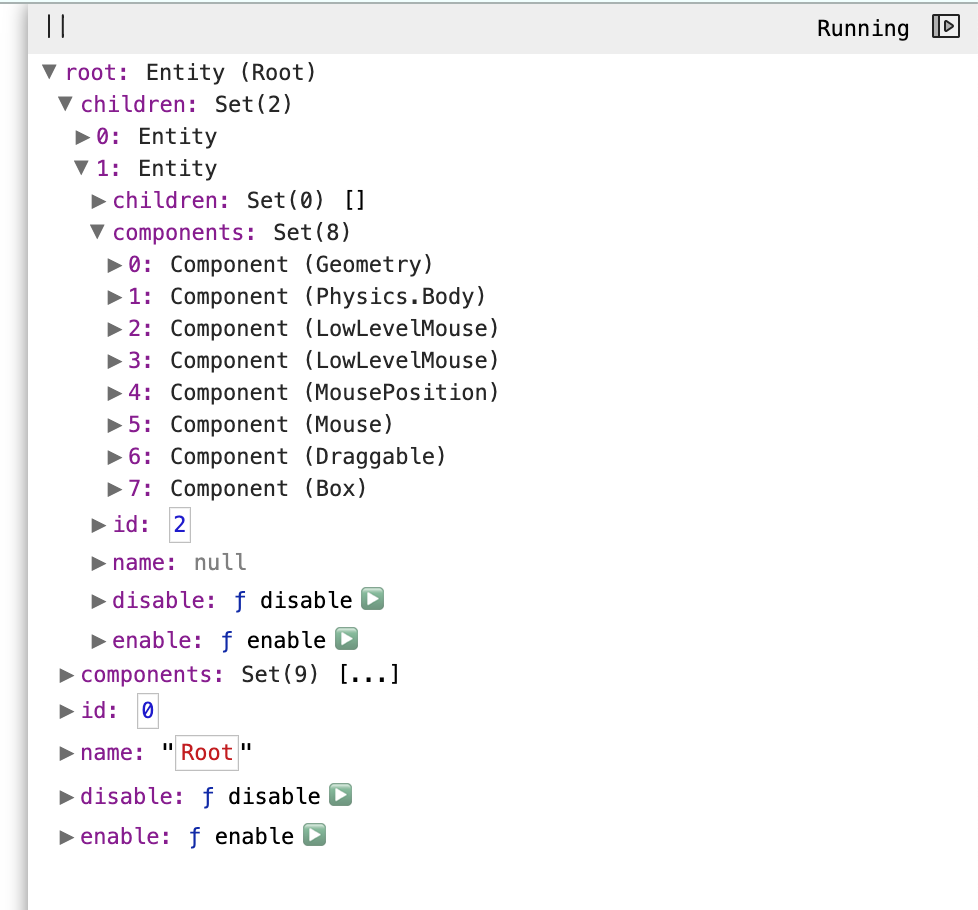 Running
root: Entity (Root)
children: Set(2)
0: Entity
1: Entity
children: Set(0) []
components: Set(8)
0: Component (Geometry)
1: Component (Physics.Body)
2: Component (LowLevelMouse)
3: Component (LowLevelMouse)
4: Component (MousePosition)
5: Component (Mouse)
6: Component (Draggable)
7: Component (Box)
id: 2
name: null
disable: ƒ disable
enable: ƒ enable
components: Set(9) [...]
id: 0
name: "Root"
disable: ƒ disable
enable: ƒ enable